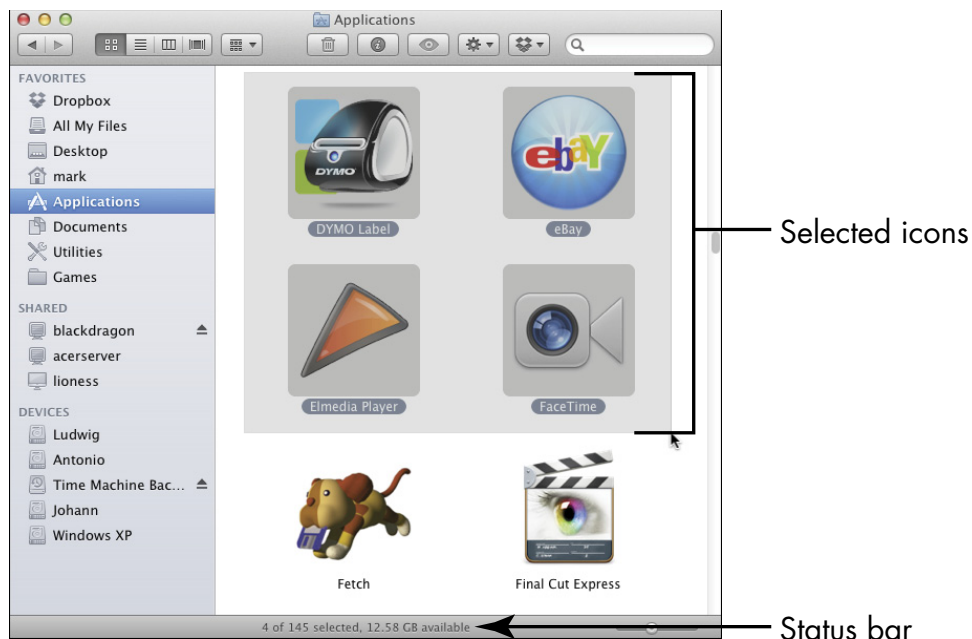 Applications
FAVORITES
Dropbox
All My Files
Desktop
mark
Applications
Documents
Utilities
Games
SHARED
blackdragon
acerserver
lioness
DEVICES
Ludwig
Antonio
Time Machine Bac...
Johann
Windows XP
DYMO
DYMO Label
ebaY
eBay
Elmedia Player
FaceTime
Fetch
Final Cut Express
4 of 145 selected, 12.58 GB available
Selected icons
Status bar